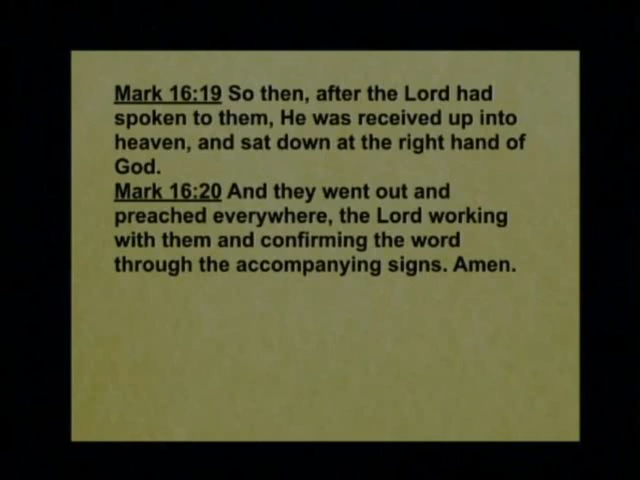 Mark 16:19 So then, after the Lord had
spoken to them, He was received up into
heaven, and sat down at the right hand of
God.
Mark 16:20 And they went out and
preached everywhere, the Lord working
with them and confirming the word
through the accompanying signs. Amen.